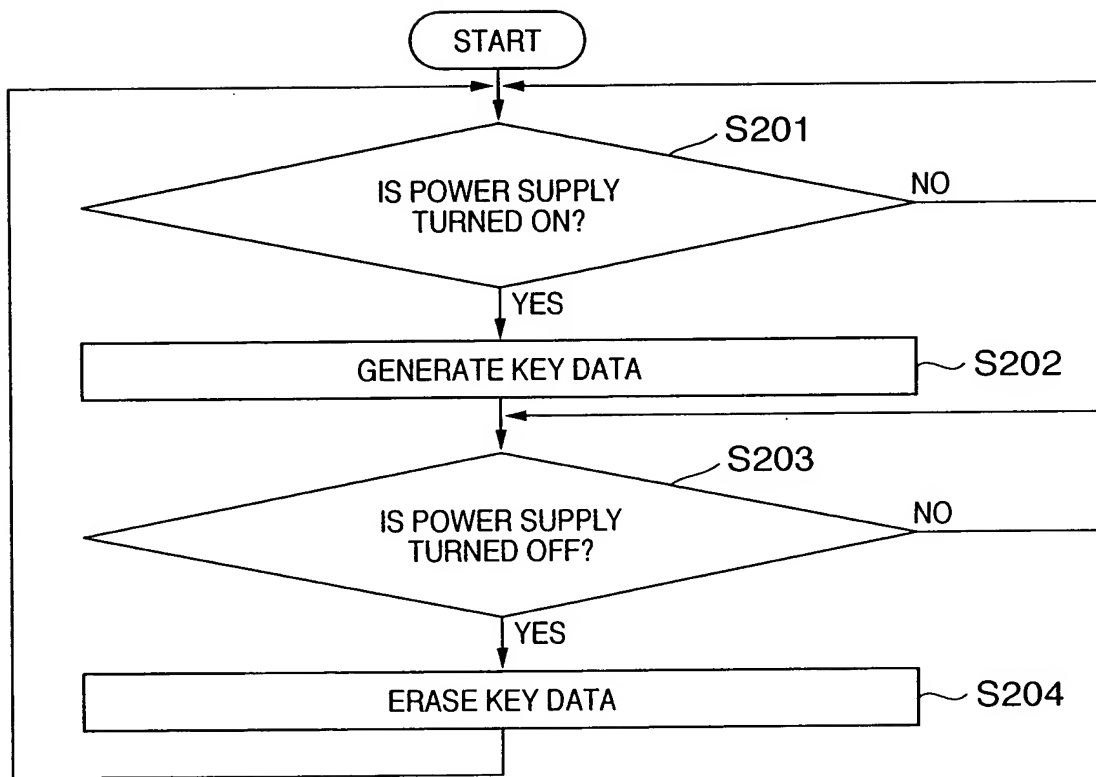 START
S201
IS POWER SUPPLY
TURNED ON?
NO
YES
GENERATE KEY DATA
S202
S203
IS POWER SUPPLY
TURNED OFF?
NO
YES
ERASE KEY DATA
S204